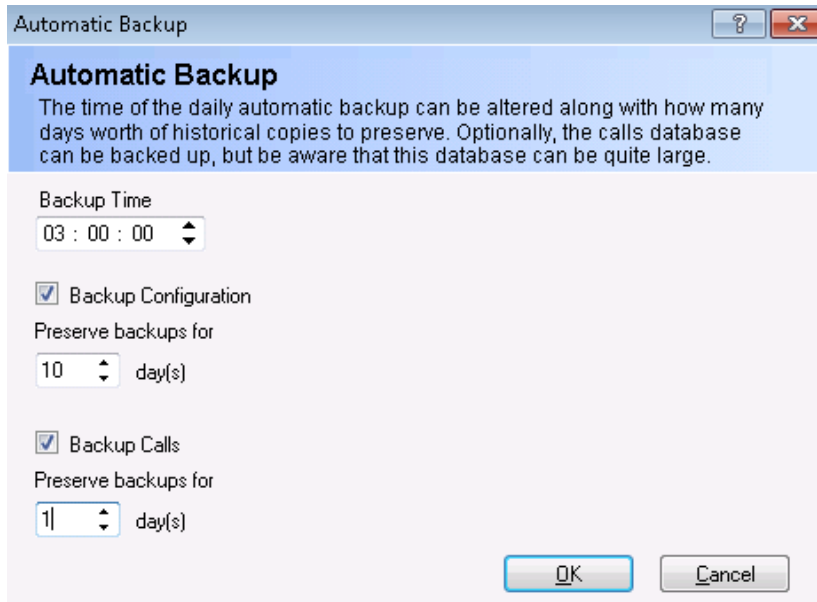 Automatic Backup
Automatic Backup
The time of the daily automatic backup can be altered along with how many
days worth of historical copies to preserve. Optionally, the calls database
can be backed up, but be aware that this database can be quite large.
Backup Time
03 : 00 : 00
Backup Configuration
Preserve backups for
10 day(s)
Backup Calls
Preserve backups for
1 day(s)
OK Cancel